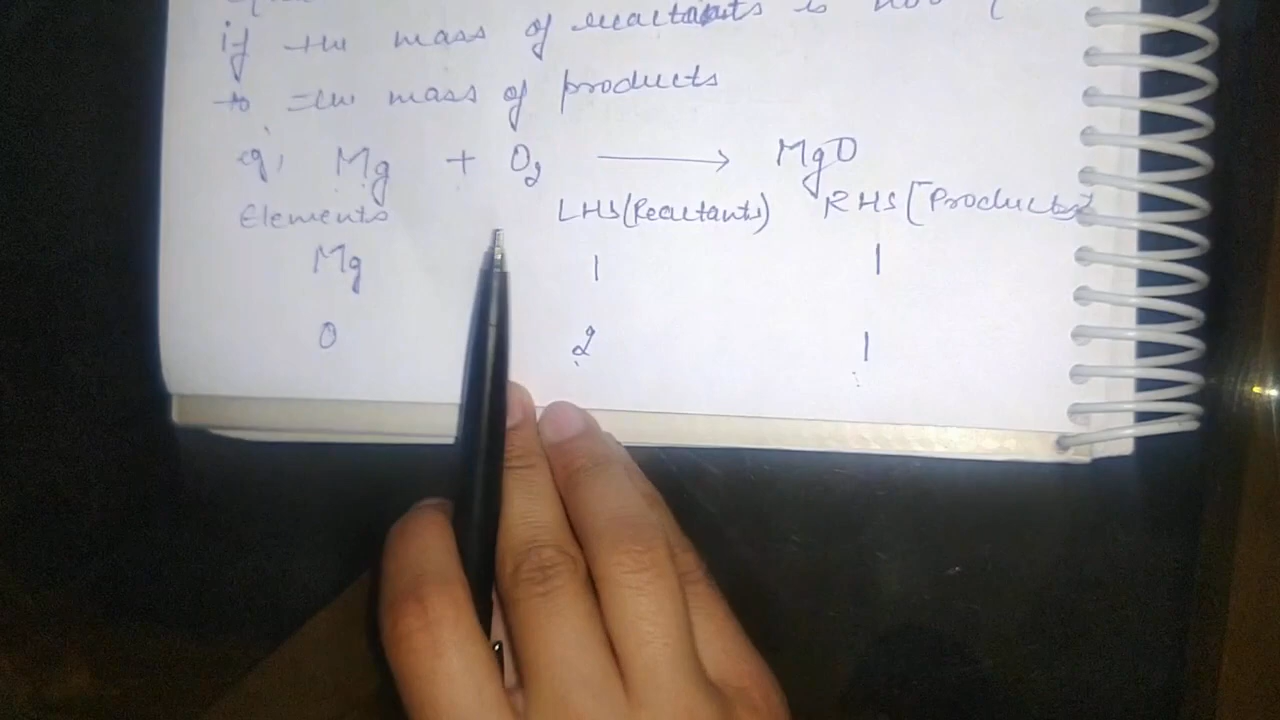 if the mass of reactants is not
to the mass of products
eg, Mg + O2 → MgO
Elements LHS(Reactants) RHS[Products]
Mg 1 1
O 2 1